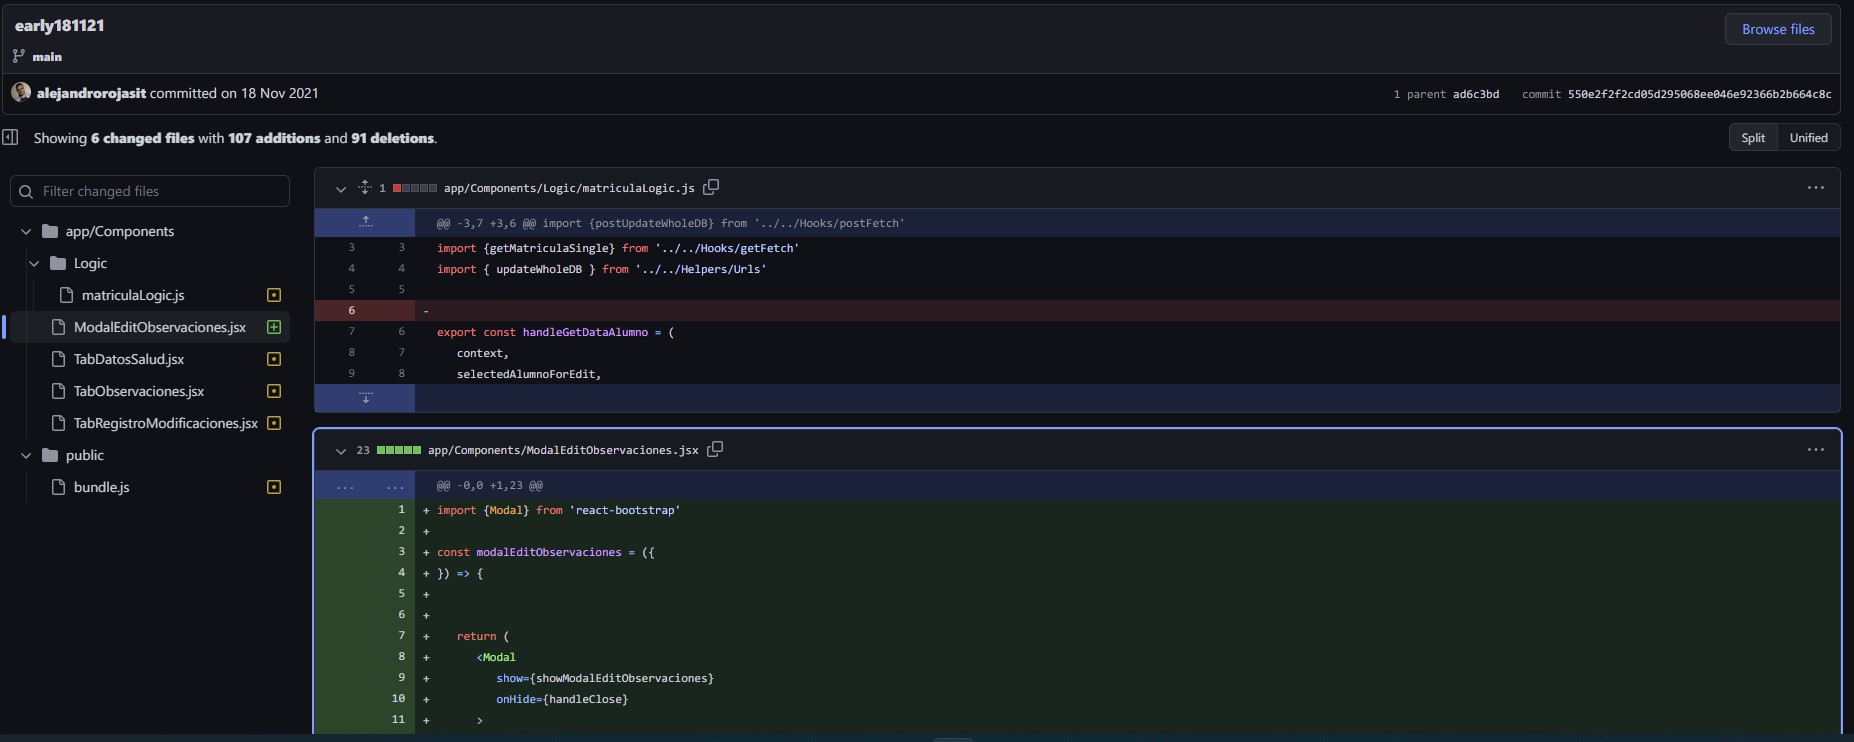 early181121
Browse files
main
alejandrorojasit committed on 18 Nov 2021
1 parent ad6c3bd commit 550e2f2f2cd05d295068ee046e92366b2b664c8c
Showing 6 changed files with 107 additions and 91 deletions.
Split Unified
Filter changed files
app/Components
Logic
matriculaLogic.js
ModalEditObservaciones.jsx
TabDatosSalud.jsx
TabObservaciones.jsx
TabRegistroModificaciones.jsx
public
bundle.js
1 app/Components/Logic/matriculaLogic.js
@@ -3,7 +3,6 @@ import {postUpdateWholeDB} from '../../Hooks/postFetch'
3 3 import {getMatriculaSingle} from '../../Hooks/getFetch'
4 4 import { updateWholeDB } from '../../Helpers/Urls'
5 5
6 -
7 6 export const handleGetDataAlumno = (
8 7 context,
9 8 selectedAlumnoForEdit,
23 app/Components/ModalEditObservaciones.jsx
... ... @@ -0,0 +1,23 @@
1 + import {Modal} from 'react-bootstrap'
2 +
3 + const modalEditObservaciones = ({
4 + }) => {
5 +
6 +
7 + return (
8 + <Modal
9 + show={showModalEditObservaciones}
10 + onHide={handleClose}
11 + >